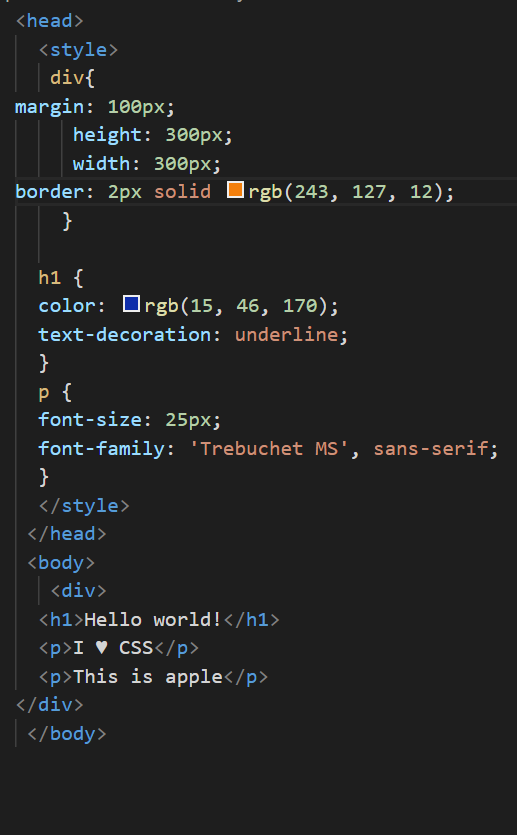 <head>
<style>
div{
margin: 100px;
height: 300px;
width: 300px;
border: 2px solid rgb(243, 127, 12);
}
h1 {
color: rgb(15, 46, 170);
text-decoration: underline;
}
p {
font-size: 25px;
font-family: 'Trebuchet MS', sans-serif;
}
</style>
</head>
<body>
<div>
<h1>Hello world!</h1>
<p>I ♥ CSS</p>
<p>This is apple</p>
</div>
</body>